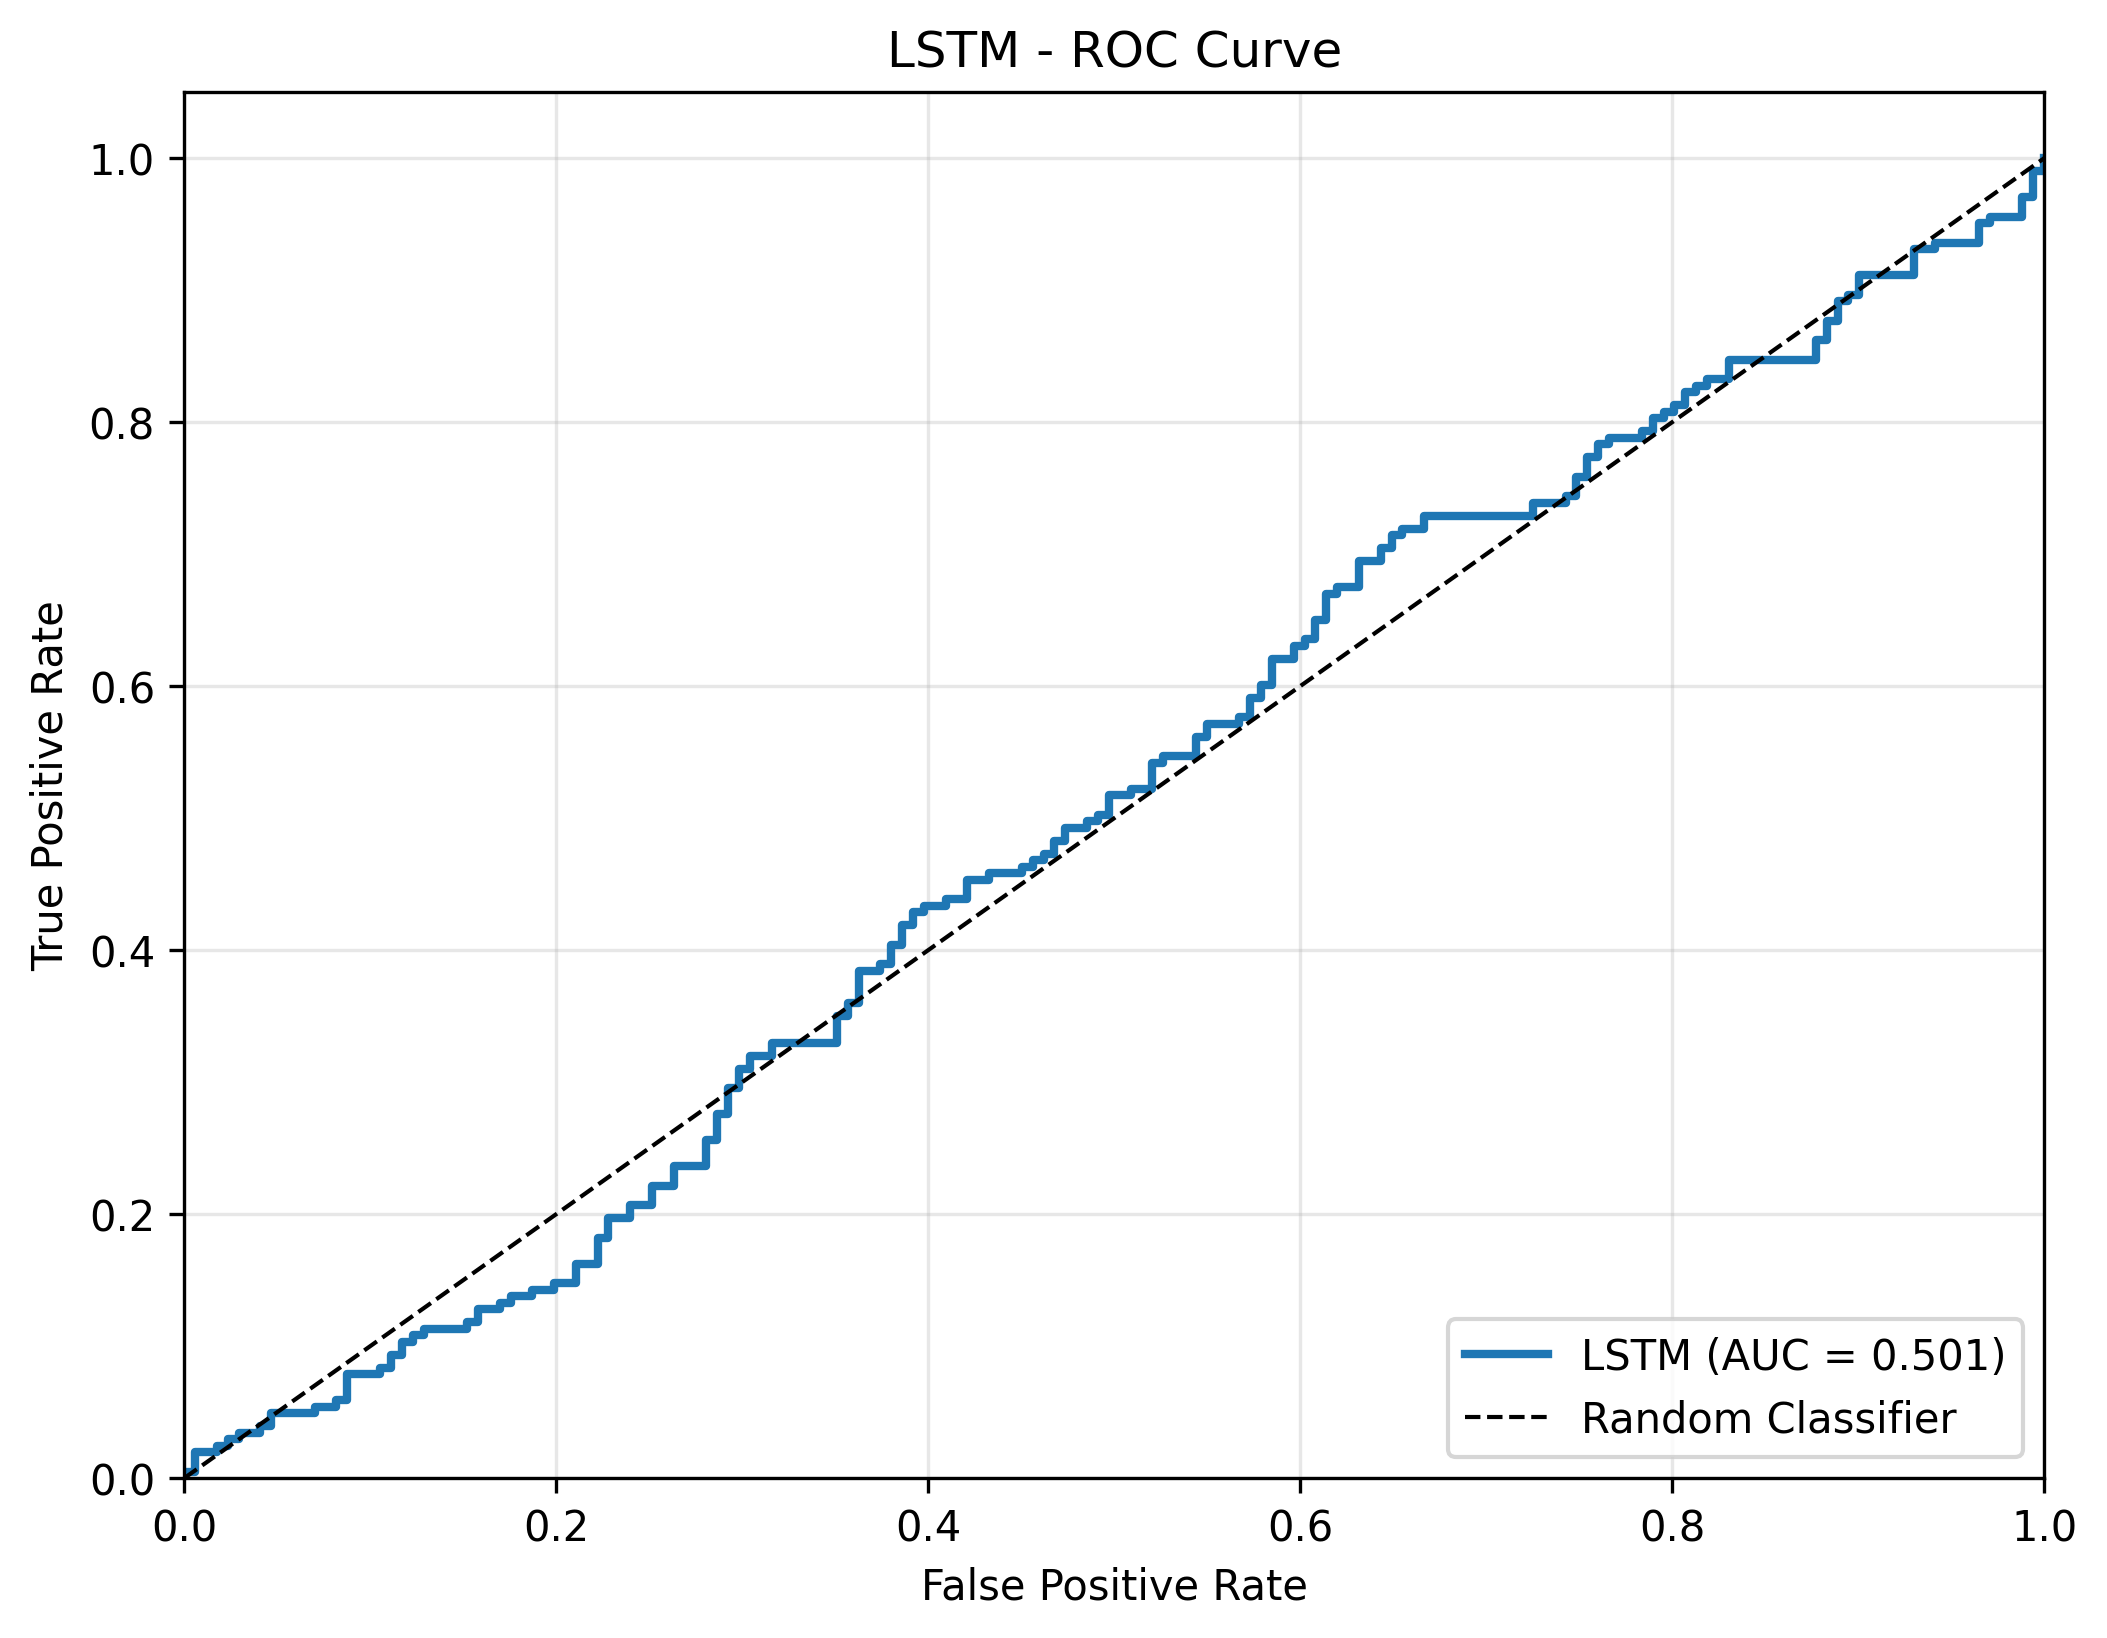 LSTM - ROC Curve
True Positive Rate
1.0
0.8
0.6
0.4
0.2
0.0
0.0 0.2 0.4 0.6 0.8 1.0
False Positive Rate
LSTM (AUC = 0.501)
Random Classifier